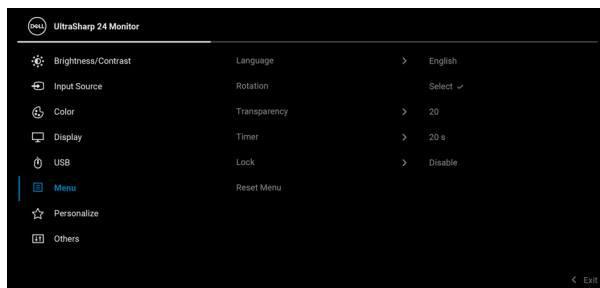 DELL UltraSharp 24 Monitor
Brightness/Contrast Language > English
Input Source Rotation Select ✓
Color Transparency > 20
Display Timer > 20 s
USB Lock > Disable
Menu Reset Menu
Personalize
Others
< Exit